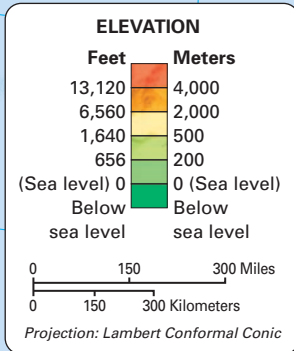 ELEVATION
Feet Meters
13,120 4,000
6,560 2,000
1,640 500
656 200
(Sea level) 0 0 (Sea level)
Below Below
sea level sea level
0 150 300 Miles
0 150 300 Kilometers
Projection: Lambert Conformal Conic